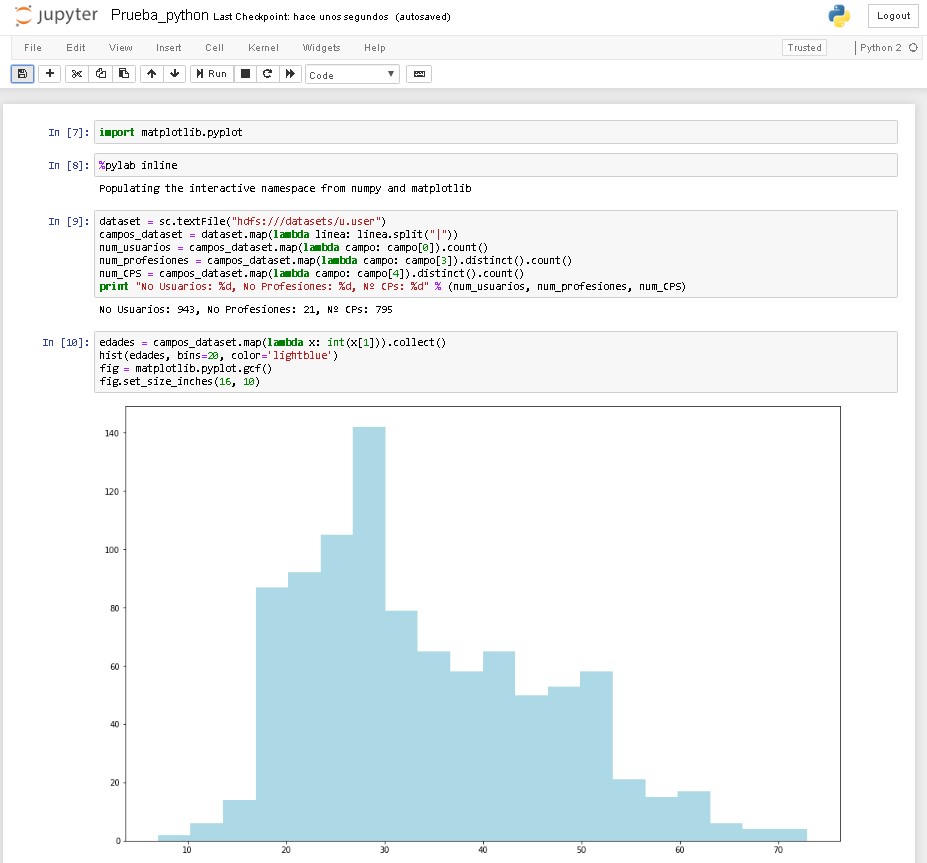 jupyter Prueba_python Last Checkpoint: hace unos segundos (autosaved)
Logout
File Edit View Insert Cell Kernel Widgets Help
Trusted
Python 2
Run
Code
In [7]: import matplotlib.pyplot
In [8]: %pylab inline
Populating the interactive namespace from numpy and matplotlib
In [9]: dataset = sc.textFile("hdfs:///datasets/u.user")
campos_dataset = dataset.map(lambda linea: linea.split("|"))
num_usuarios = campos_dataset.map(lambda campo: campo[0]).count()
num_profesiones = campos_dataset.map(lambda campo: campo[3]).distinct().count()
num_CPS = campos_dataset.map(lambda campo: campo[4]).distinct().count()
print "No Usuarios: %d, No Profesiones: %d, Nº CPs: %d" % (num_usuarios, num_profesiones, num_CPS)
No Usuarios: 943, No Profesiones: 21, Nº CPs: 795
In [10]: edades = campos_dataset.map(lambda x: int(x[1])).collect()
hist(edades, bins=20, color='lightblue')
fig = matplotlib.pyplot.gcf()
fig.set_size_inches(16, 10)
140
120
100
80
60
40
20
0
10 20 30 40 50 60 70